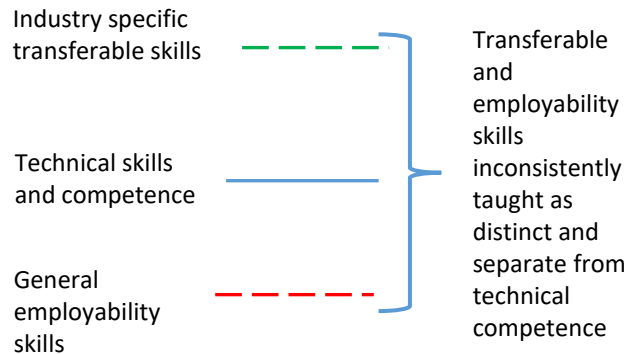 Industry specific
transferable skills
Technical skills
and competence
General
employability
skills
Transferable
and
employability
skills
inconsistently
taught as
distinct and
separate from
technical
competence